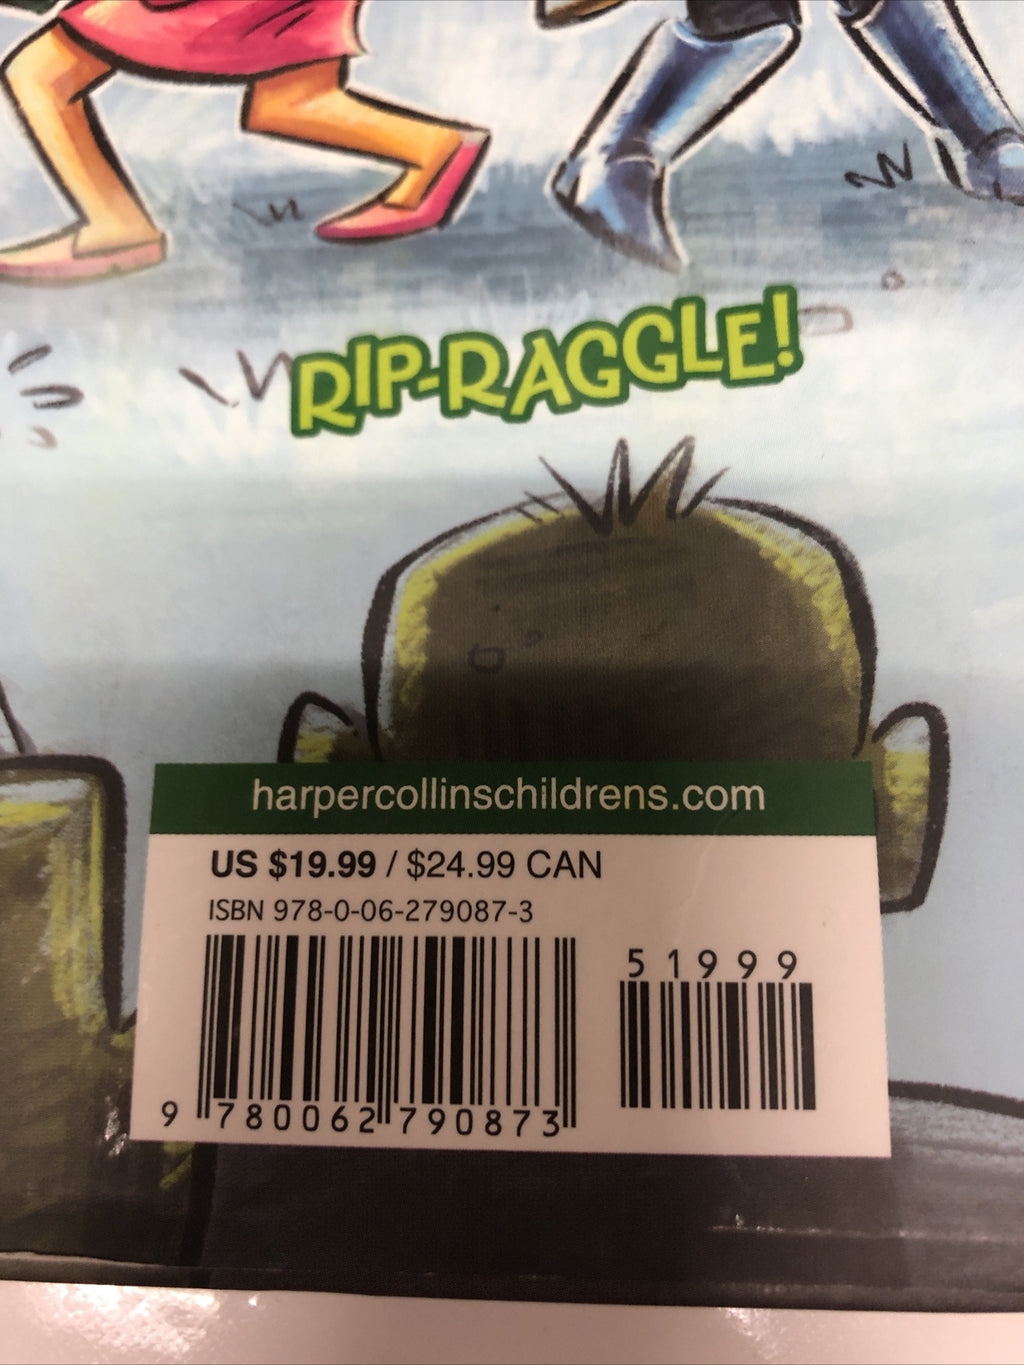 RIP-RAGGLE!
harpercollinschildrens.com
US $19.99 / $24.99 CAN
ISBN 978-0-06-279087-3
51999
9 780062 790873